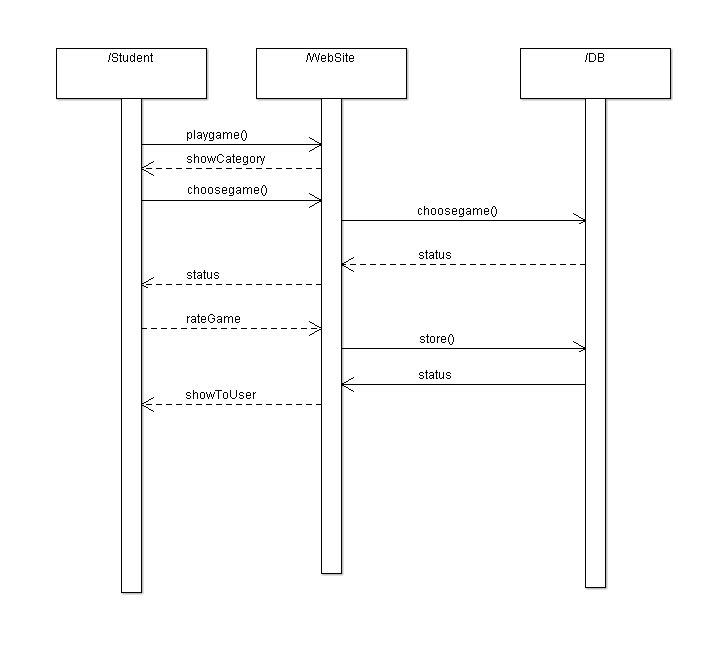 /Student
/WebSite
/DB
playgame()
showCategory
choosegame()
choosegame()
status
status
rateGame
store()
status
showToUser